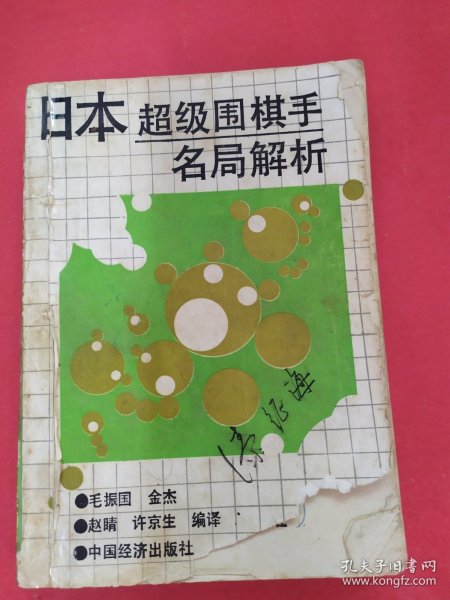 日本 超级围棋手
名局解析
●毛振国 金杰
●赵晴 许京生 编译
●中国经济出版社
孔夫子旧书网
www.kongfz.com